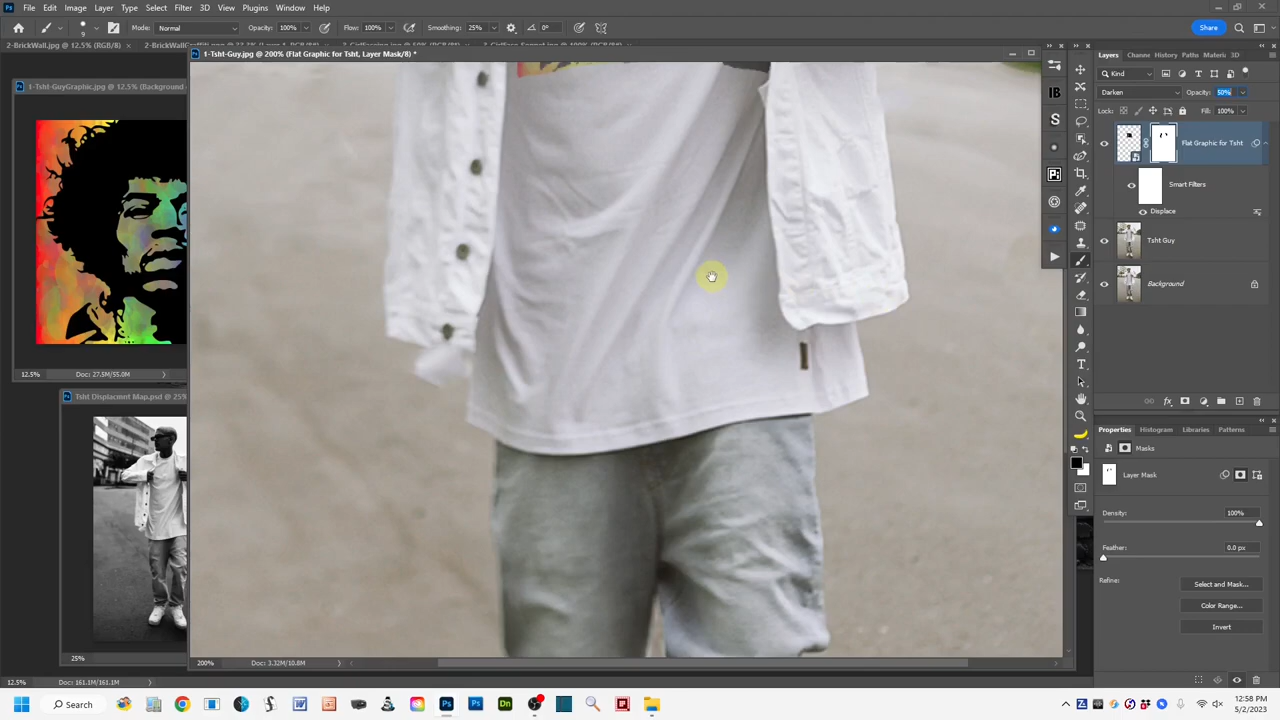 File Edit Image Layer Type Select Filter 3D View Plugins Window Help
Mode: Normal Opacity: 100% Flow: 100% Smoothing: 25% 0° Share
9
2-BrickWall.jpg @ 12.5% (RGB/8) ×
1-Tsht-Guy.jpg @ 200% (Flat Graphic for Tsht, Layer Mask/8) *
Layers Channe History Paths Materi 3D
Kind
Darken Opacity: 50%
Lock: Fill: 100%
1-Tsht-GuyGraphic.jpg @ 12.5% (Background
Flat Graphic for Tsht
Smart Filters
Displace
Tsht Guy
Background
12.5% Doc: 27.5M/55.0M
Tsht Displacmnt Map.psd @ 25%
Properties Histogram Libraries Patterns
Masks
Layer Mask
Density: 100%
Feather: 0.0 px
Refine: Select and Mask...
Color Range...
Invert
25%
200% Doc: 3.32M/10.8M
12.5% Doc: 161.1M/161.1M
Search
12:58 PM
5/2/2023